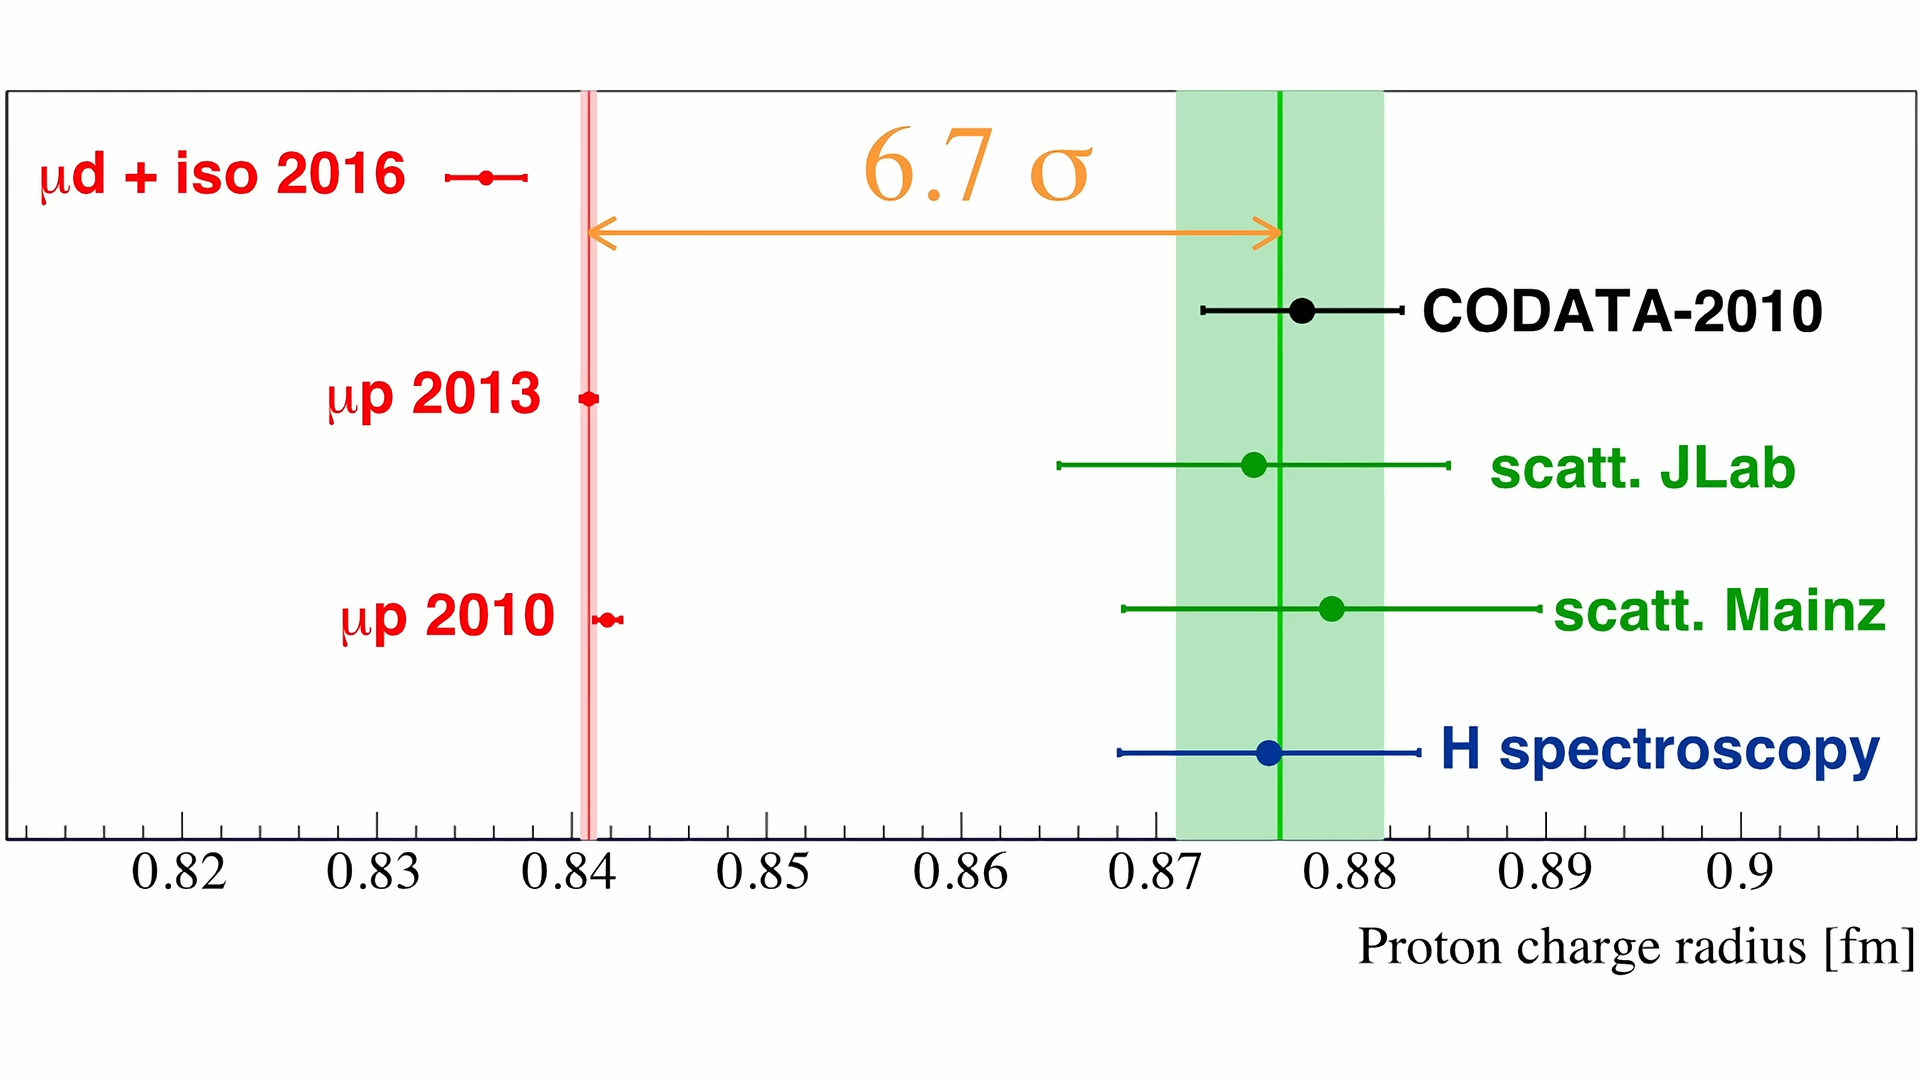 6.7 σ
μd + iso 2016
CODATA-2010
μp 2013
scatt. JLab
μp 2010
scatt. Mainz
H spectroscopy
0.82 0.83 0.84 0.85 0.86 0.87 0.88 0.89 0.9
Proton charge radius [fm]